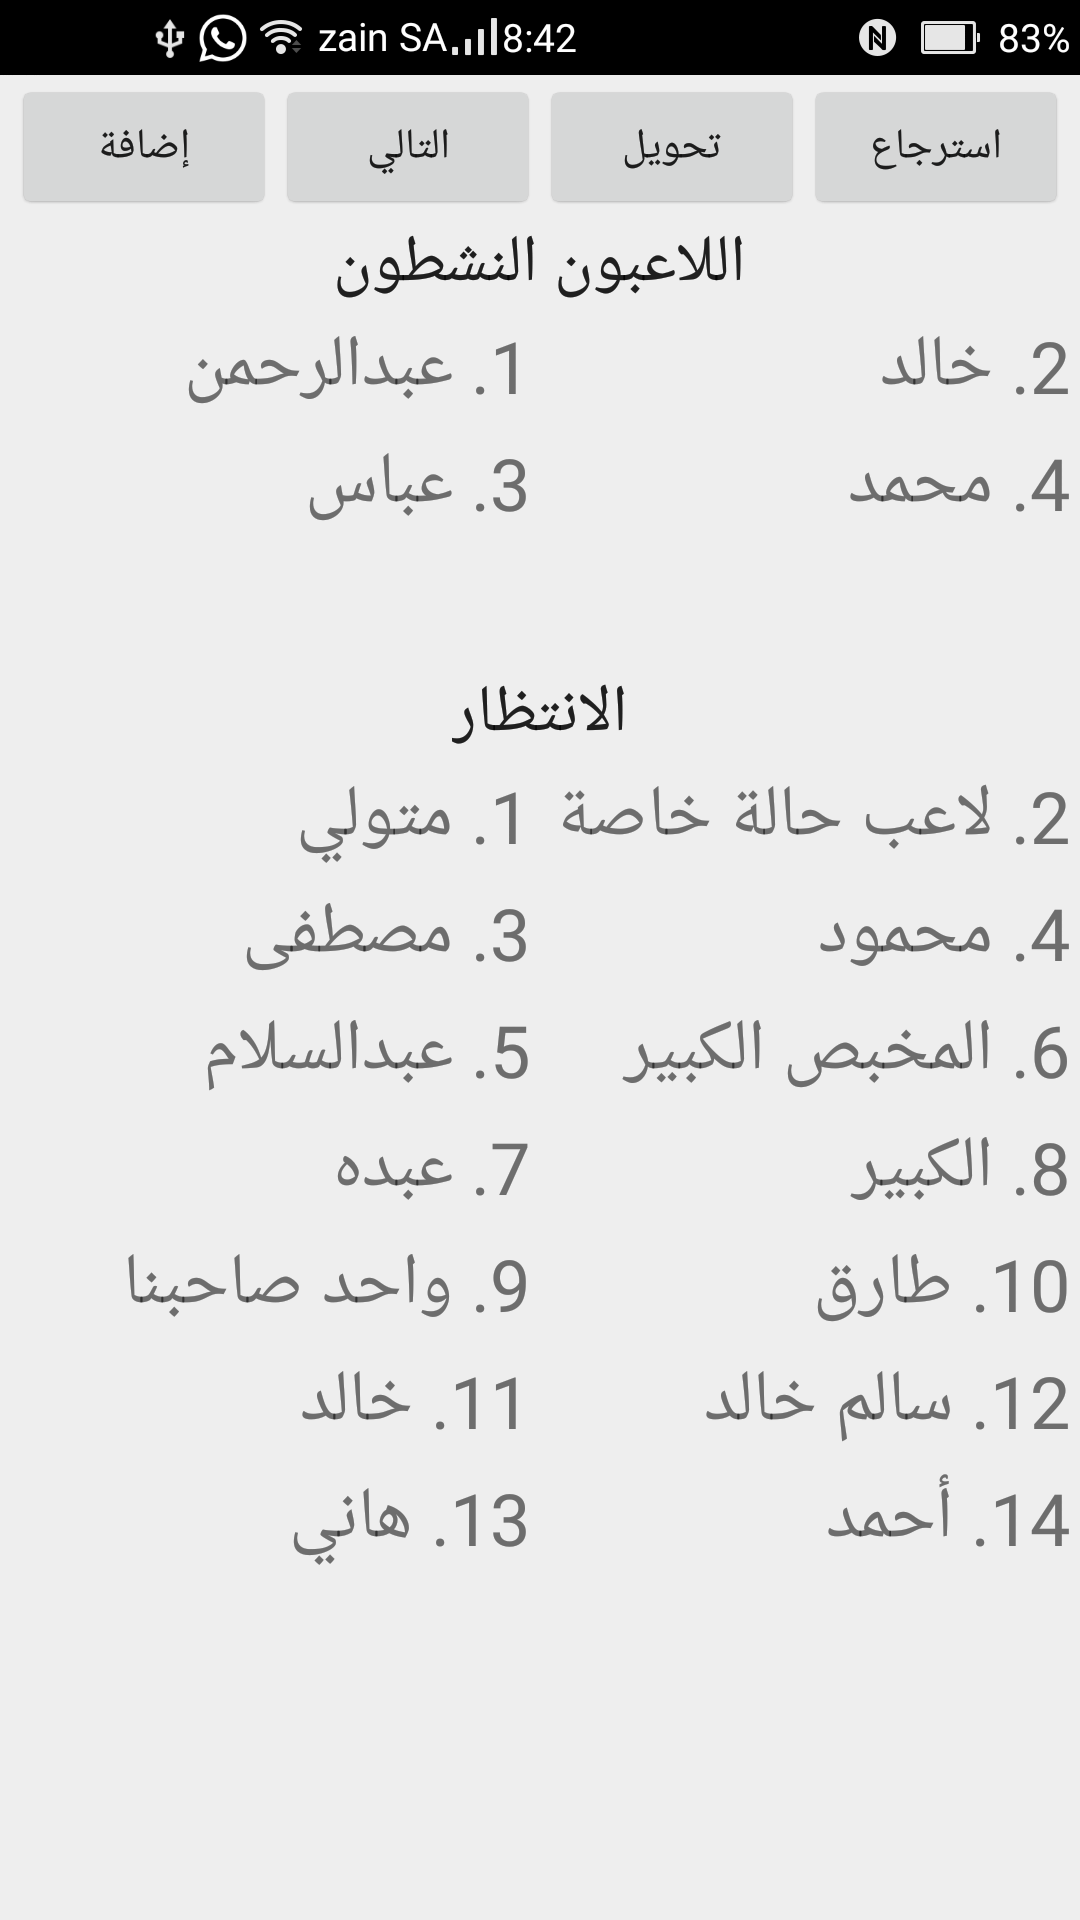 zain SA 8:42 83%
استرجاع تحويل التالي إضافة
اللاعبون النشطون
1. عبدالرحمن
2. خالد
3. عباس
4. محمد
الانتظار
1. متولي
2. لاعب حالة خاصة
3. مصطفى
4. محمود
5. عبدالسلام
6. المخبص الكبير
7. عبده
8. الكبير
9. واحد صاحبنا
10. طارق
11. خالد
12. سالم خالد
13. هاني
14. أحمد